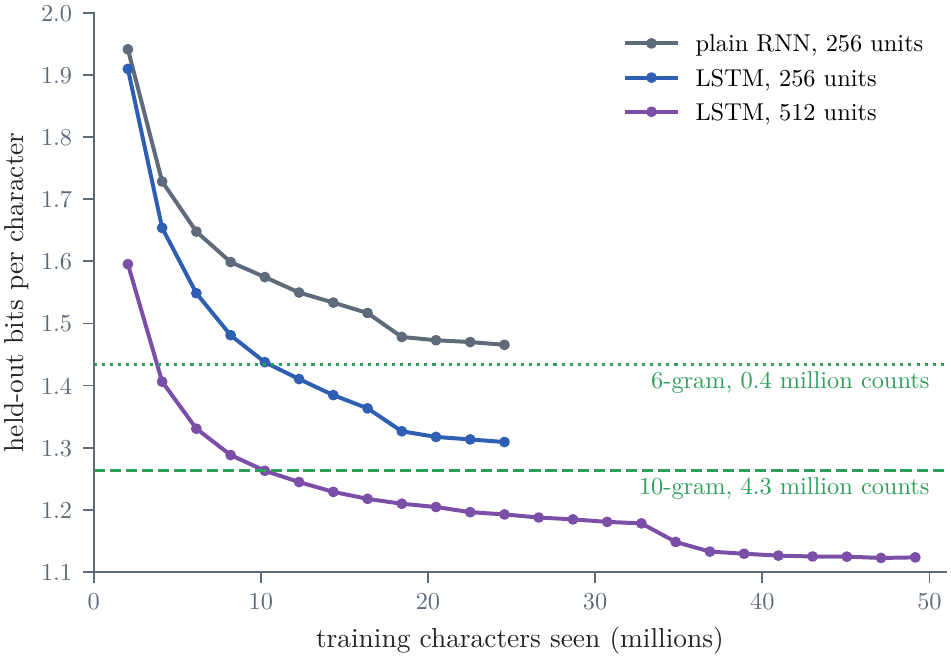 2.0
1.9
1.8
1.7
1.6
1.5
1.4
1.3
1.2
1.1
held-out bits per character
plain RNN, 256 units
LSTM, 256 units
LSTM, 512 units
6-gram, 0.4 million counts
10-gram, 4.3 million counts
0 10 20 30 40 50
training characters seen (millions)